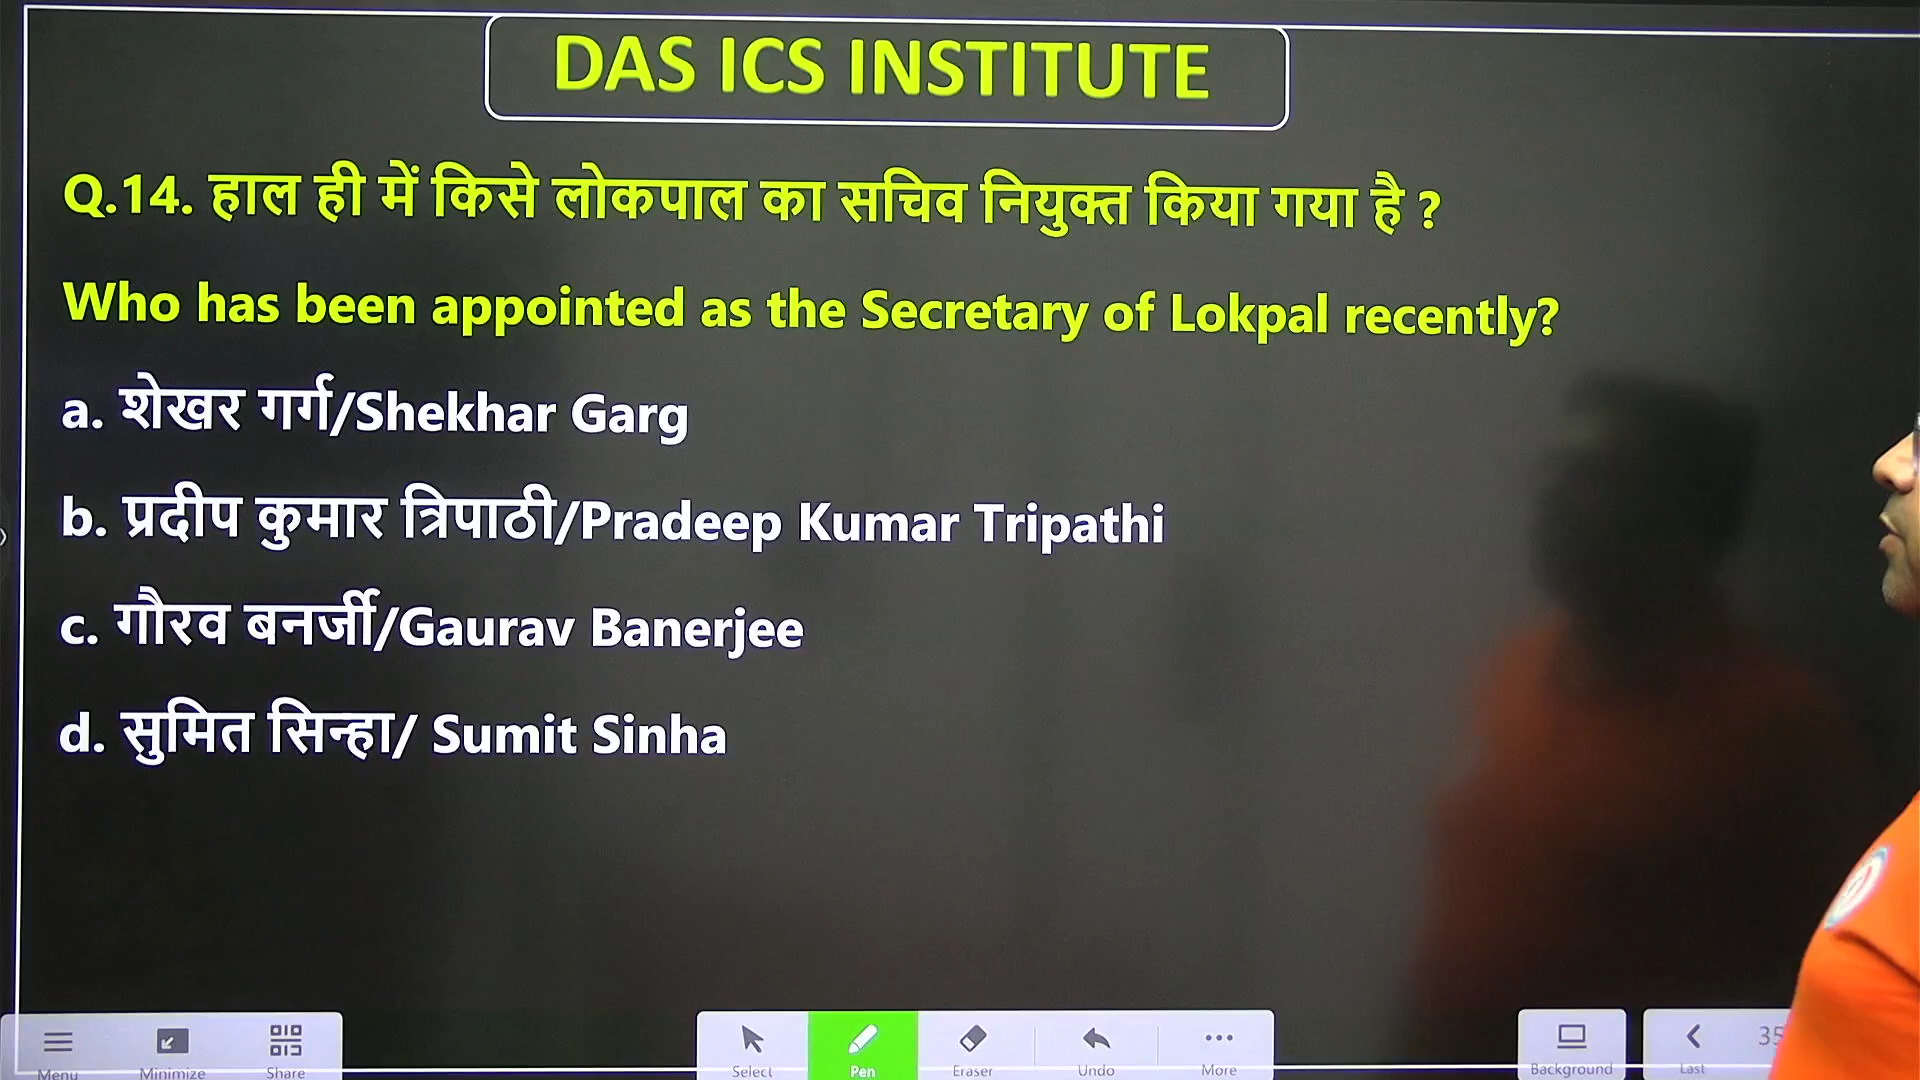 DAS ICS INSTITUTE
Q.14. हाल ही में किसे लोकपाल का सचिव नियुक्त किया गया है ?
Who has been appointed as the Secretary of Lokpal recently?
a. शेखर गर्ग/Shekhar Garg
b. प्रदीप कुमार त्रिपाठी/Pradeep Kumar Tripathi
c. गौरव बनर्जी/Gaurav Banerjee
d. सुमित सिन्हा/ Sumit Sinha
Menu Minimize Share Select Pen Eraser Undo More Background Last 35